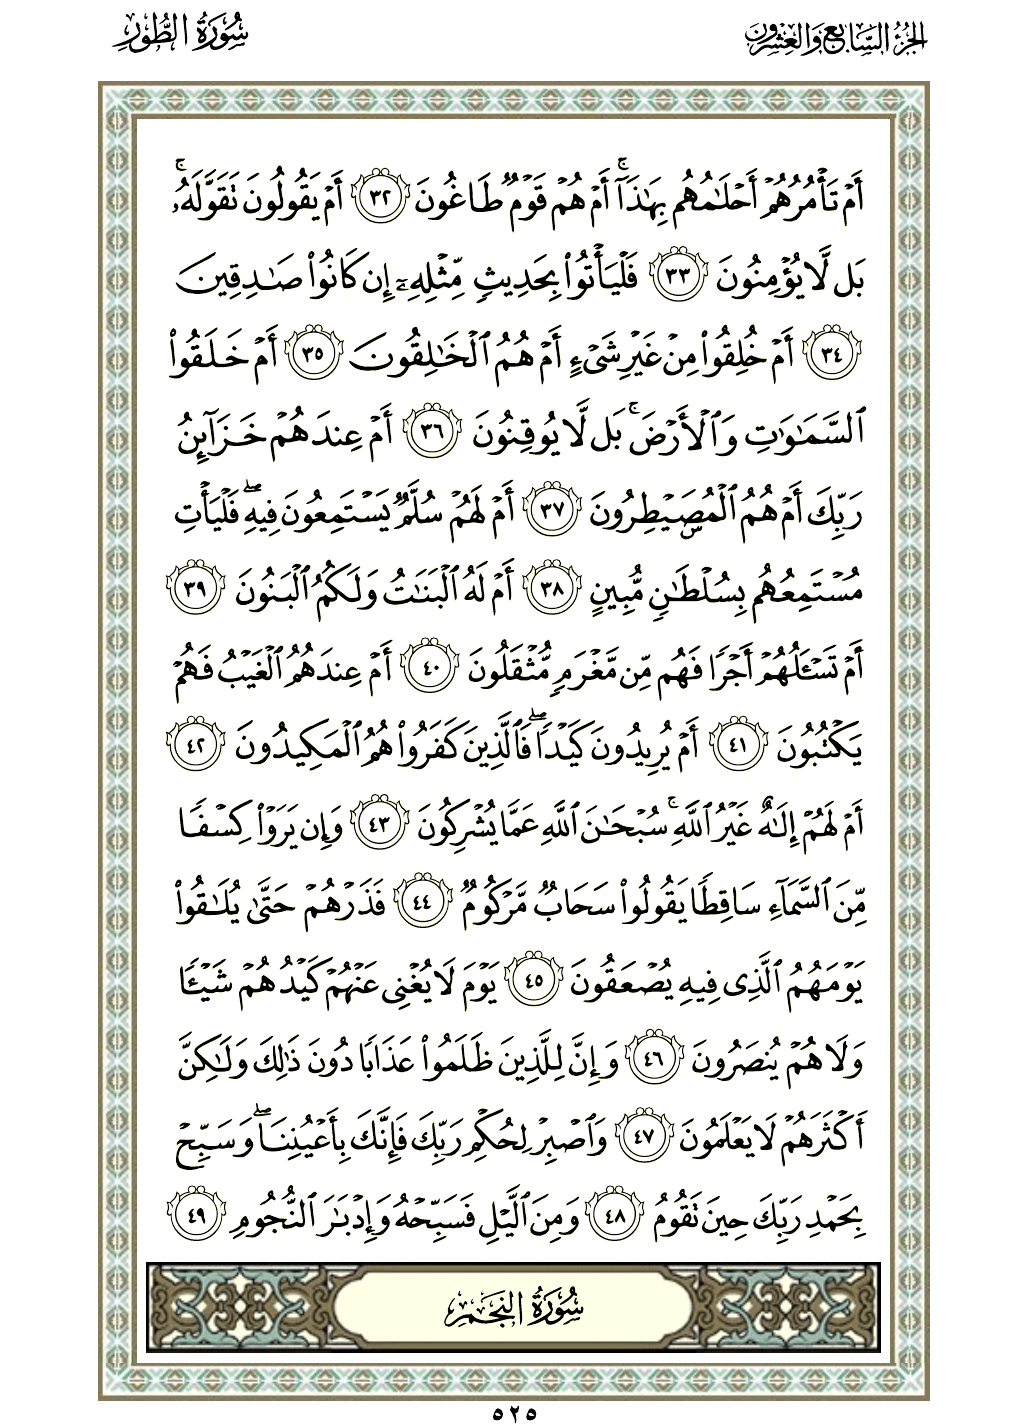 الجزء السابع والعشرون
سورة الطور
أَمْ تَأْمُرُهُمْ أَحْلَٰمُهُم بِهَٰذَآ ۚ أَمْ هُمْ قَوْمٌ طَاغُونَ ٣٢ أَمْ يَقُولُونَ تَقَوَّلَهُۥ ۚ
بَل لَّا يُؤْمِنُونَ ٣٣ فَلْيَأْتُوا۟ بِحَدِيثٍ مِّثْلِهِۦٓ إِن كَانُوا۟ صَٰدِقِينَ
٣٤ أَمْ خُلِقُوا۟ مِنْ غَيْرِ شَىْءٍ أَمْ هُمُ ٱلْخَٰلِقُونَ ٣٥ أَمْ خَلَقُوا۟
ٱلسَّمَٰوَٰتِ وَٱلْأَرْضَ ۚ بَل لَّا يُوقِنُونَ ٣٦ أَمْ عِندَهُمْ خَزَآئِنُ
رَبِّكَ أَمْ هُمُ ٱلْمُصَۣيْطِرُونَ ٣٧ أَمْ لَهُمْ سُلَّمٌ يَسْتَمِعُونَ فِيهِ ۖ فَلْيَأْتِ
مُسْتَمِعُهُم بِسُلْطَٰنٍ مُّبِينٍ ٣٨ أَمْ لَهُ ٱلْبَنَٰتُ وَلَكُمُ ٱلْبَنُونَ ٣٩
أَمْ تَسْـَٔلُهُمْ أَجْرًا فَهُم مِّن مَّغْرَمٍ مُّثْقَلُونَ ٤٠ أَمْ عِندَهُمُ ٱلْغَيْبُ فَهُمْ
يَكْتُبُونَ ٤١ أَمْ يُرِيدُونَ كَيْدًا ۖ فَٱلَّذِينَ كَفَرُوا۟ هُمُ ٱلْمَكِيدُونَ ٤٢
أَمْ لَهُمْ إِلَٰهٌ غَيْرُ ٱللَّهِ ۚ سُبْحَٰنَ ٱللَّهِ عَمَّا يُشْرِكُونَ ٤٣ وَإِن يَرَوْا۟ كِسْفًا
مِّنَ ٱلسَّمَآءِ سَاقِطًا يَقُولُوا۟ سَحَابٌ مَّرْكُومٌ ٤٤ فَذَرْهُمْ حَتَّىٰ يُلَٰقُوا۟
يَوْمَهُمُ ٱلَّذِى فِيهِ يُصْعَقُونَ ٤٥ يَوْمَ لَا يُغْنِى عَنْهُمْ كَيْدُهُمْ شَيْـًٔا
وَلَا هُمْ يُنصَرُونَ ٤٦ وَإِنَّ لِلَّذِينَ ظَلَمُوا۟ عَذَابًا دُونَ ذَٰلِكَ وَلَٰكِنَّ
أَكْثَرَهُمْ لَا يَعْلَمُونَ ٤٧ وَٱصْبِرْ لِحُكْمِ رَبِّكَ فَإِنَّكَ بِأَعْيُنِنَا ۖ وَسَبِّحْ
بِحَمْدِ رَبِّكَ حِينَ تَقُومُ ٤٨ وَمِنَ ٱلَّيْلِ فَسَبِّحْهُ وَإِدْبَٰرَ ٱلنُّجُومِ ٤٩
سورة النجم
٥٢٥